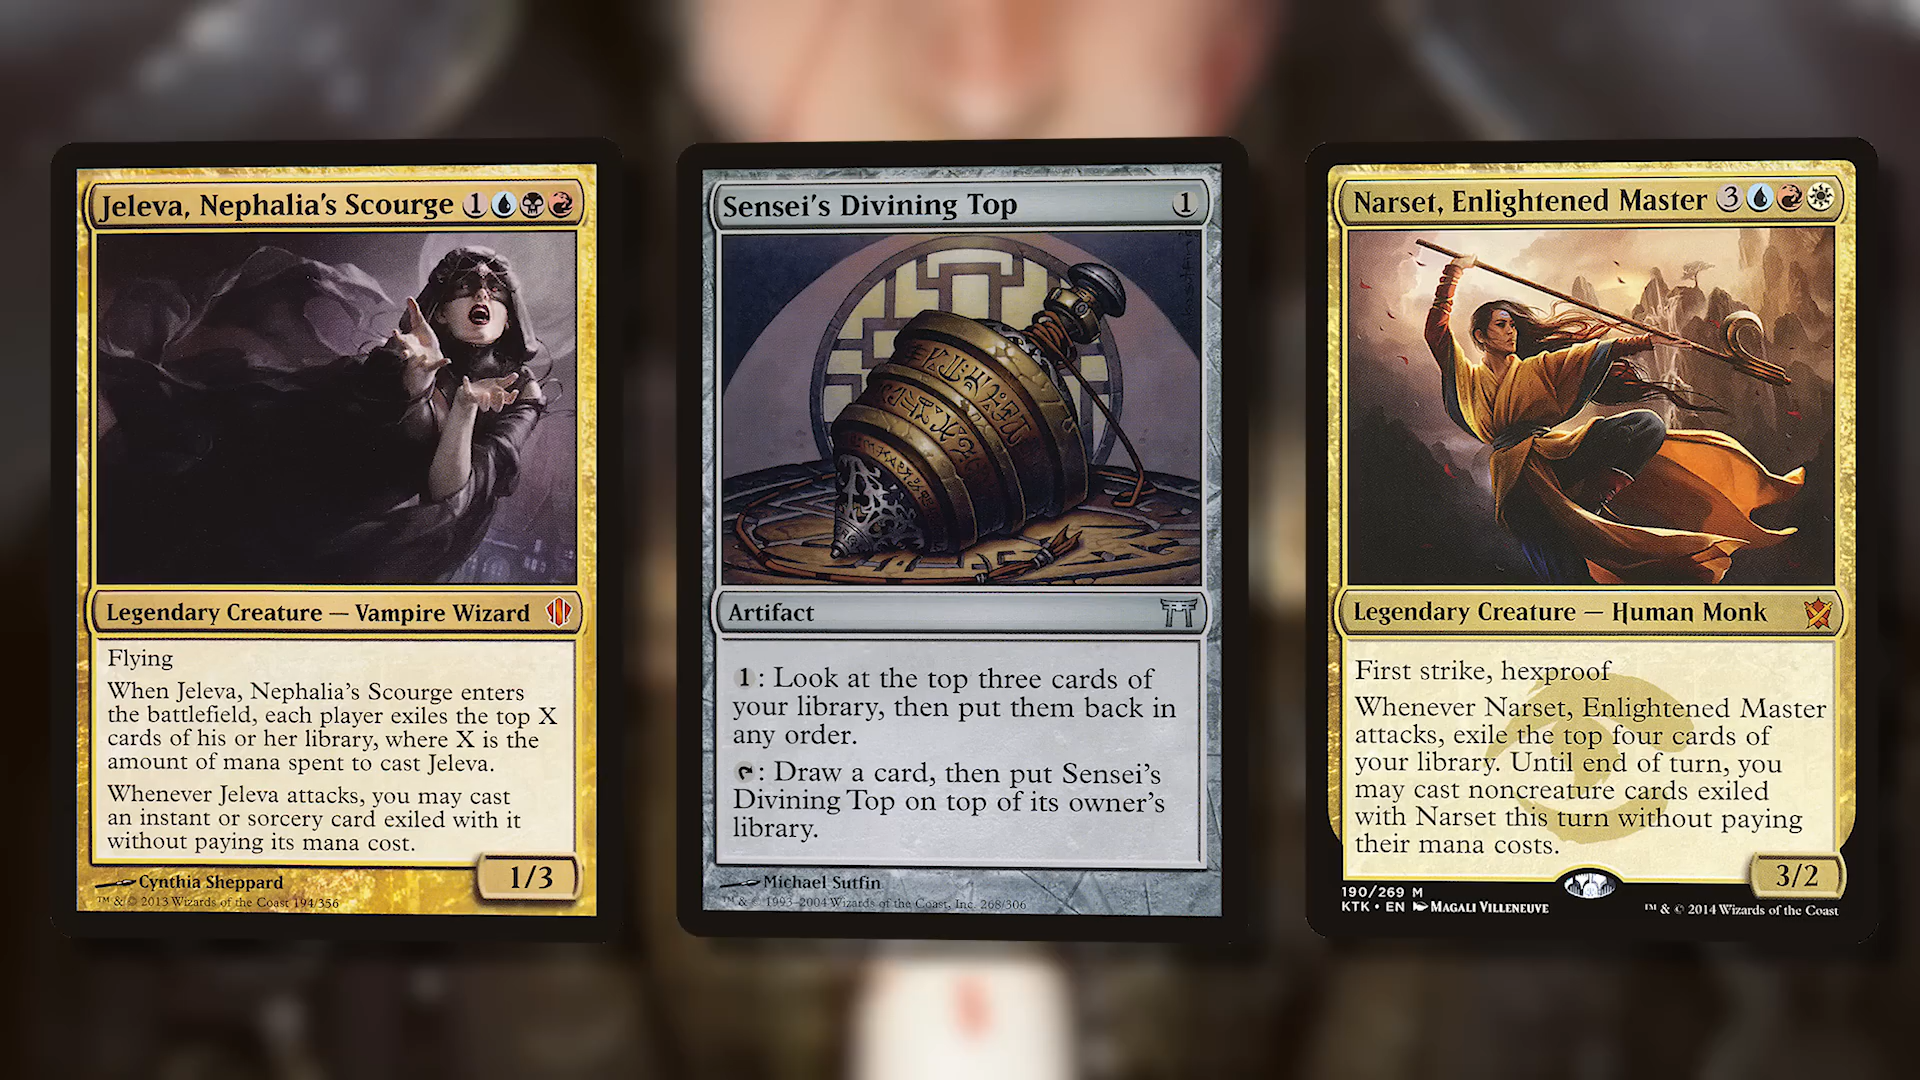 Jeleva, Nephalia's Scourge 1
Legendary Creature — Vampire Wizard
Flying
When Jeleva, Nephalia's Scourge enters
the battlefield, each player exiles the top X
cards of his or her library, where X is the
amount of mana spent to cast Jeleva.
Whenever Jeleva attacks, you may cast
an instant or sorcery card exiled with it
without paying its mana cost.
1/3
Cynthia Sheppard
™ & © 2013 Wizards of the Coast 194/356
Sensei's Divining Top 1
Artifact
1: Look at the top three cards of
your library, then put them back in
any order.
: Draw a card, then put Sensei's
Divining Top on top of its owner's
library.
Michael Sutfin
™ & © 1993–2004 Wizards of the Coast, Inc. 268/306
Narset, Enlightened Master 3
Legendary Creature — Human Monk
First strike, hexproof
Whenever Narset, Enlightened Master
attacks, exile the top four cards of
your library. Until end of turn, you
may cast noncreature cards exiled
with Narset this turn without paying
their mana costs.
3/2
190/269 M
KTK • EN Magali Villeneuve
™ & © 2014 Wizards of the Coast